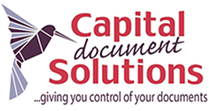 Capital
document
Solutions
...giving you control of your documents